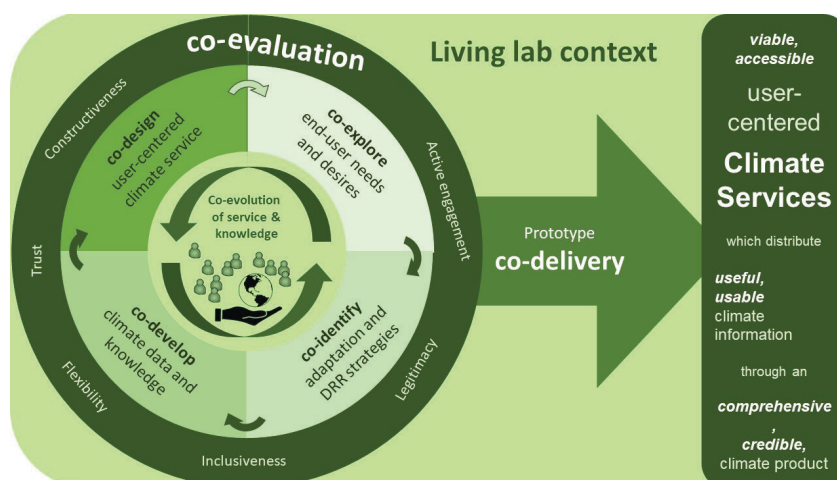 co-evaluation
Living lab context
Constructiveness
Active engagement
Trust
Flexibility
Inclusiveness
Legitimacy
co-design
user-centered
climate service
co-explore
end-user needs
and desires
Co-evolution
of service &
knowledge
co-develop
climate data and
knowledge
co-identify
adaptation and
DRR strategies
Prototype
co-delivery
viable,
accessible
user-
centered
Climate
Services
which distribute
useful,
usable
climate
information
through an
comprehensive
,
credible,
climate product